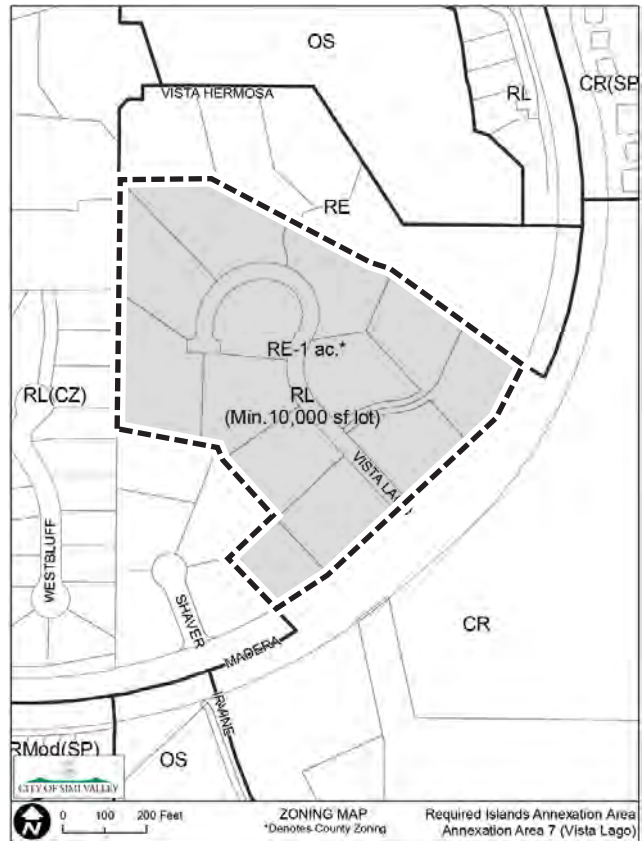 OS
CR(SP
RL
VISTA HERMOSA
RE
RE-1 ac.*
RL
(Min.10,000 sf lot)
RL(CZ)
VISTA LAGO
WESTBLUFF
SHAVER
CR
MADERA
IRVINE
RMod(SP)
OS
CITY OF SIMI VALLEY
N
0 100 200 Feet
ZONING MAP
*Denotes County Zoning
Required Islands Annexation Area
Annexation Area 7 (Vista Lago)